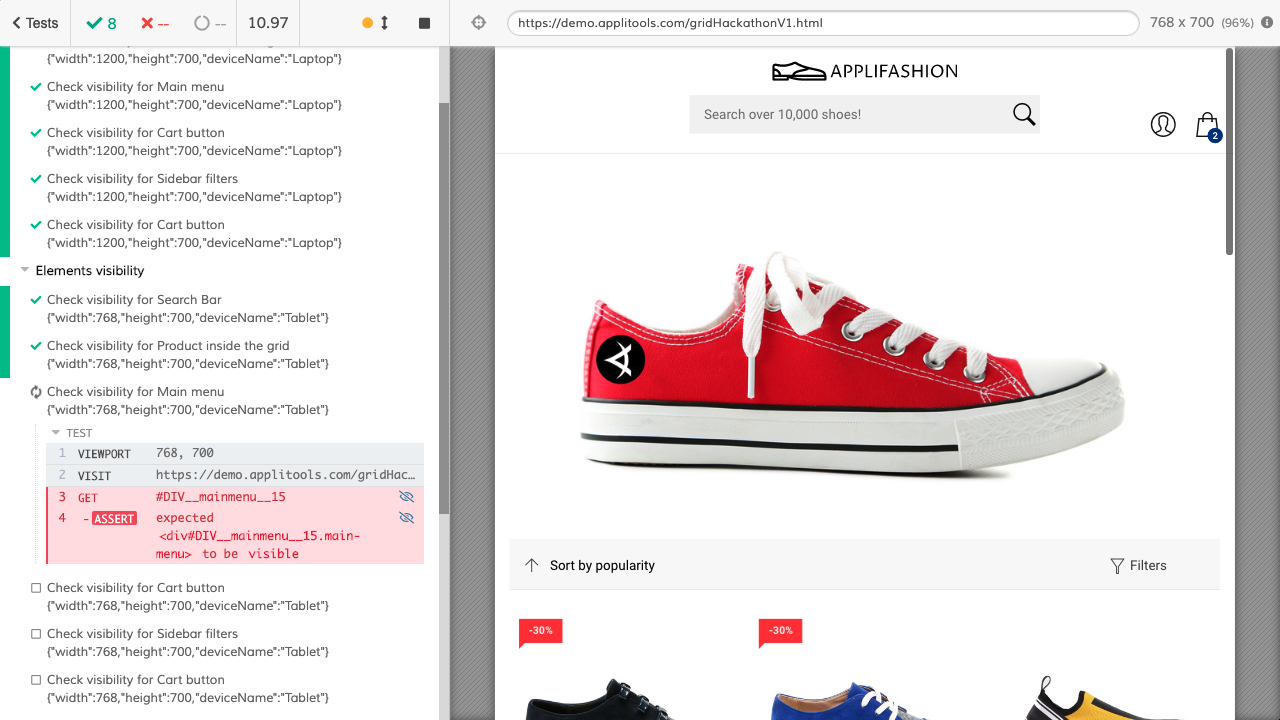 Tests
8
--
--
10.97
{"width":1200,"height":700,"deviceName":"Laptop"}
Check visibility for Main menu
{"width":1200,"height":700,"deviceName":"Laptop"}
Check visibility for Cart button
{"width":1200,"height":700,"deviceName":"Laptop"}
Check visibility for Sidebar filters
{"width":1200,"height":700,"deviceName":"Laptop"}
Check visibility for Cart button
{"width":1200,"height":700,"deviceName":"Laptop"}
Elements visibility
Check visibility for Search Bar
{"width":768,"height":700,"deviceName":"Tablet"}
Check visibility for Product inside the grid
{"width":768,"height":700,"deviceName":"Tablet"}
Check visibility for Main menu
{"width":768,"height":700,"deviceName":"Tablet"}
TEST
1 VIEWPORT 768, 700
2 VISIT https://demo.applitools.com/gridHac…
3 GET #DIV__mainmenu__15
4 -ASSERT expected
<div#DIV__mainmenu__15.main-
menu> to be visible
Check visibility for Cart button
{"width":768,"height":700,"deviceName":"Tablet"}
Check visibility for Sidebar filters
{"width":768,"height":700,"deviceName":"Tablet"}
Check visibility for Cart button
{"width":768,"height":700,"deviceName":"Tablet"}
https://demo.applitools.com/gridHackathonV1.html
768 x 700 (96%)
APPLIFASHION
Search over 10,000 shoes!
2
Sort by popularity
Filters
-30%
-30%